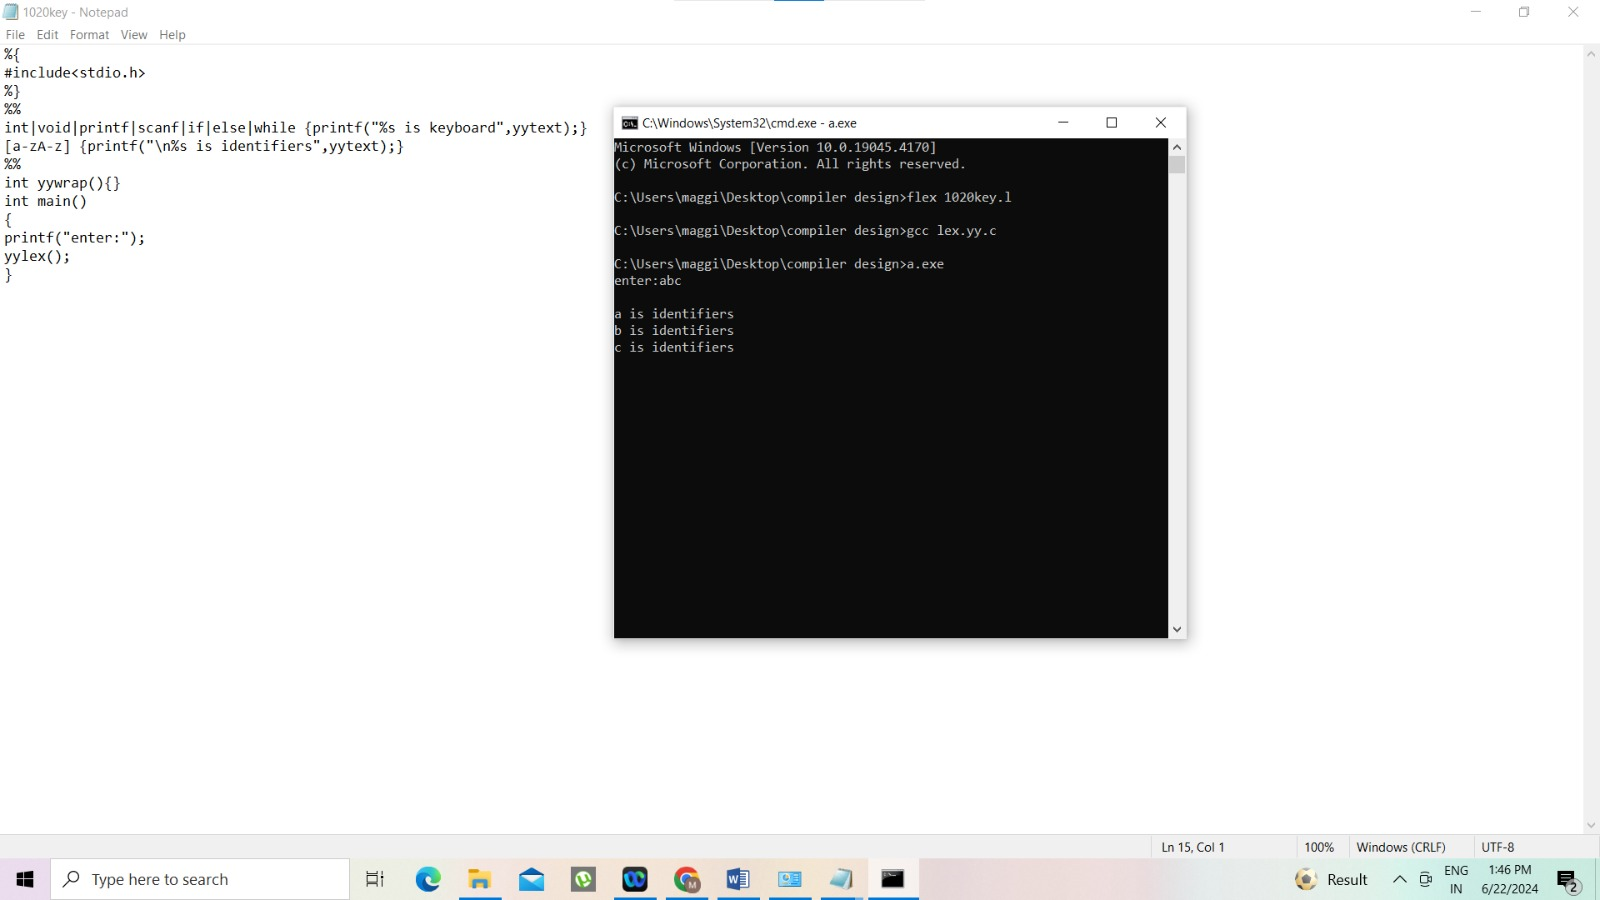 1020key - Notepad
File Edit Format View Help
%{
#include<stdio.h>
%}
%%
int|void|printf|scanf|if|else|while {printf("%s is keyboard",yytext);}
[a-zA-z] {printf("\n%s is identifiers",yytext);}
%%
int yywrap(){}
int main()
{
printf("enter:");
yylex();
}
C:\Windows\System32\cmd.exe - a.exe
Microsoft Windows [Version 10.0.19045.4170]
(c) Microsoft Corporation. All rights reserved.
C:\Users\maggi\Desktop\compiler design>flex 1020key.l
C:\Users\maggi\Desktop\compiler design>gcc lex.yy.c
C:\Users\maggi\Desktop\compiler design>a.exe
enter:abc
a is identifiers
b is identifiers
c is identifiers
Ln 15, Col 1 100% Windows (CRLF) UTF-8
Type here to search
Result
ENG
IN
1:46 PM
6/22/2024
2